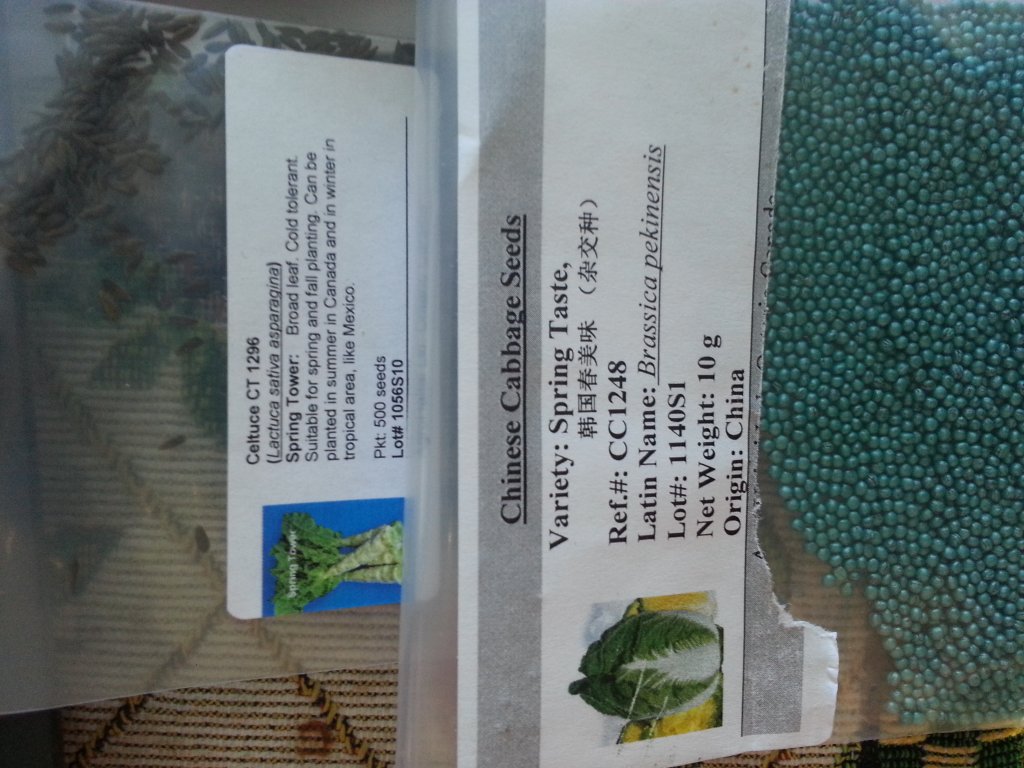 Celtuce CT 1296
(Lactuca sativa asparagina)
Spring Tower: Broad leaf. Cold tolerant.
Suitable for spring and fall planting. Can be
planted in summer in Canada and in winter in
tropical area, like Mexico.
Pkt: 500 seeds
Lot# 1056S10
Spring Tower
Chinese Cabbage Seeds
Variety: Spring Taste,
韩国春美味（杂交种）
Ref.#: CC1248
Latin Name: Brassica pekinensis
Lot#: 1140S1
Net Weight: 10 g
Origin: China